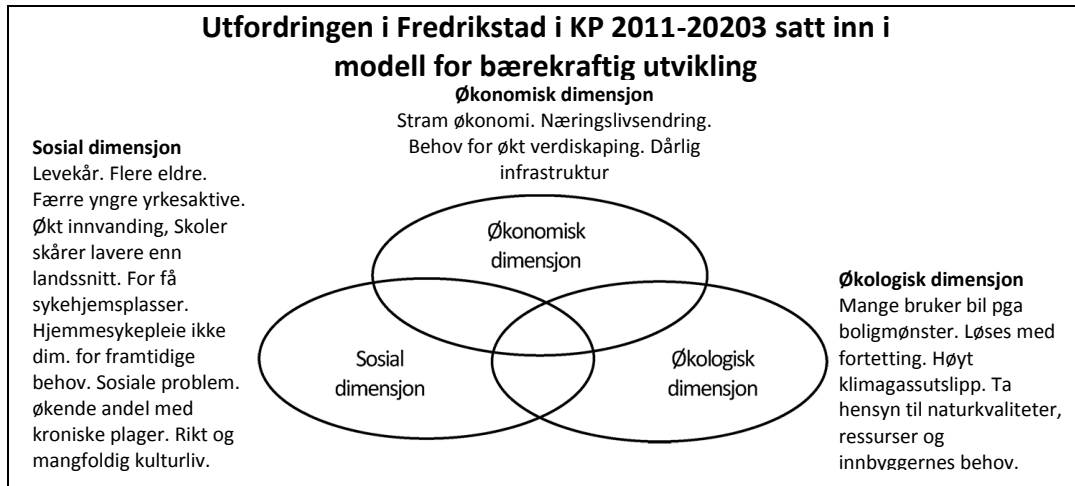 Utfordringen i Fredrikstad i KP 2011-20203 satt inn i
modell for bærekraftig utvikling
Økonomisk dimensjon
Stram økonomi. Næringslivsendring.
Behov for økt verdiskaping. Dårlig
infrastruktur
Sosial dimensjon
Levekår. Flere eldre.
Færre yngre yrkesaktive.
Økt innvanding, Skoler
skårer lavere enn
landssnitt. For få
sykehjemsplasser.
Hjemmesykepleie ikke
dim. for framtidige
behov. Sosiale problem.
økende andel med
kroniske plager. Rikt og
mangfoldig kulturliv.
Økonomisk
dimensjon
Sosial
dimensjon
Økologisk
dimensjon
Økologisk dimensjon
Mange bruker bil pga
boligmønster. Løses med
fortetting. Høyt
klimagassutslipp. Ta
hensyn til naturkvaliteter,
ressurser og
innbyggernes behov.